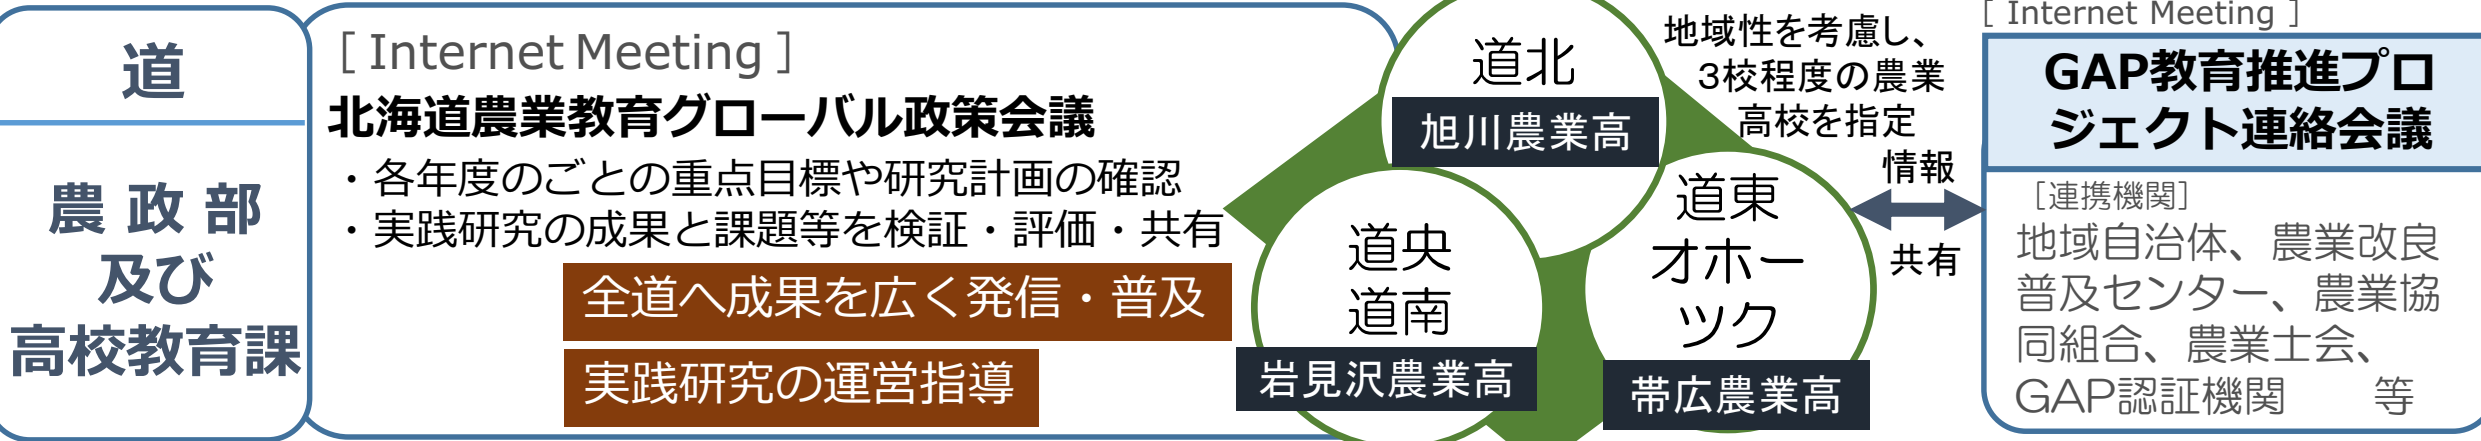 道
農政部
及び
高校教育課
[ Internet Meeting ]
北海道農業教育グローバル政策会議
・各年度のごとの重点目標や研究計画の確認
・実践研究の成果と課題等を検証・評価・共有
全道へ成果を広く発信・普及
実践研究の運営指導
道北
旭川農業高
道央
道南
岩見沢農業高
道東
オホー
ツク
帯広農業高
地域性を考慮し、
3校程度の農業
高校を指定
情報
共有
[ Internet Meeting ]
GAP教育推進プロ
ジェクト連絡会議
[連携機関]
地域自治体、農業改良
普及センター、農業協
同組合、農業士会、
GAP認証機関　等